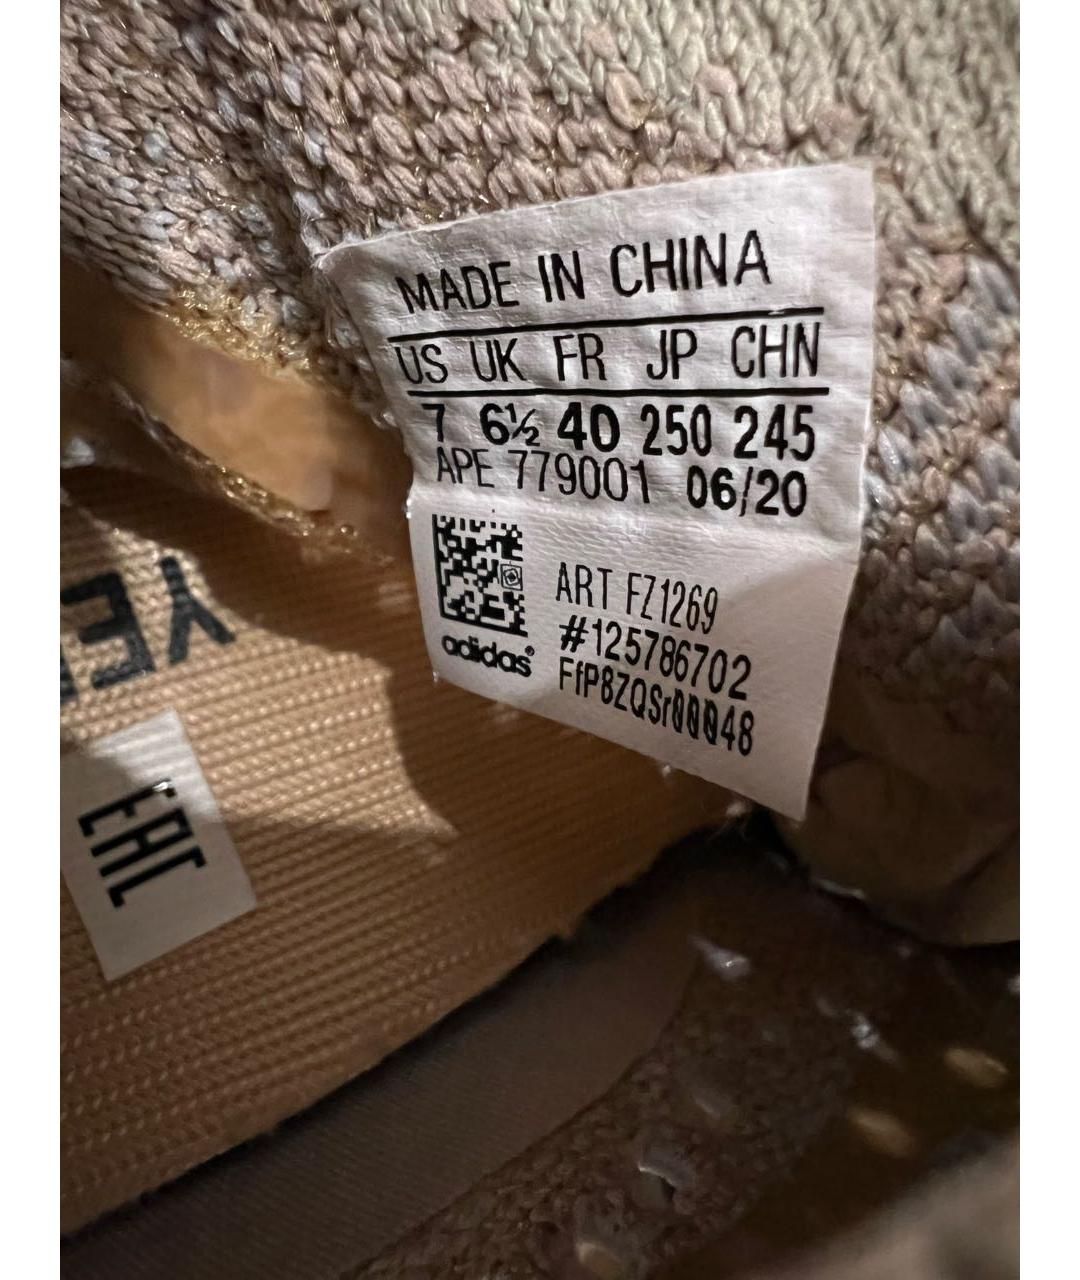 MADE IN CHINA
US UK FR JP CHN
7 6½ 40 250 245
APE 779001 06/20
ART FZ1269
#125786702
FfP8ZQSr00048
adidas®
YE
EAC